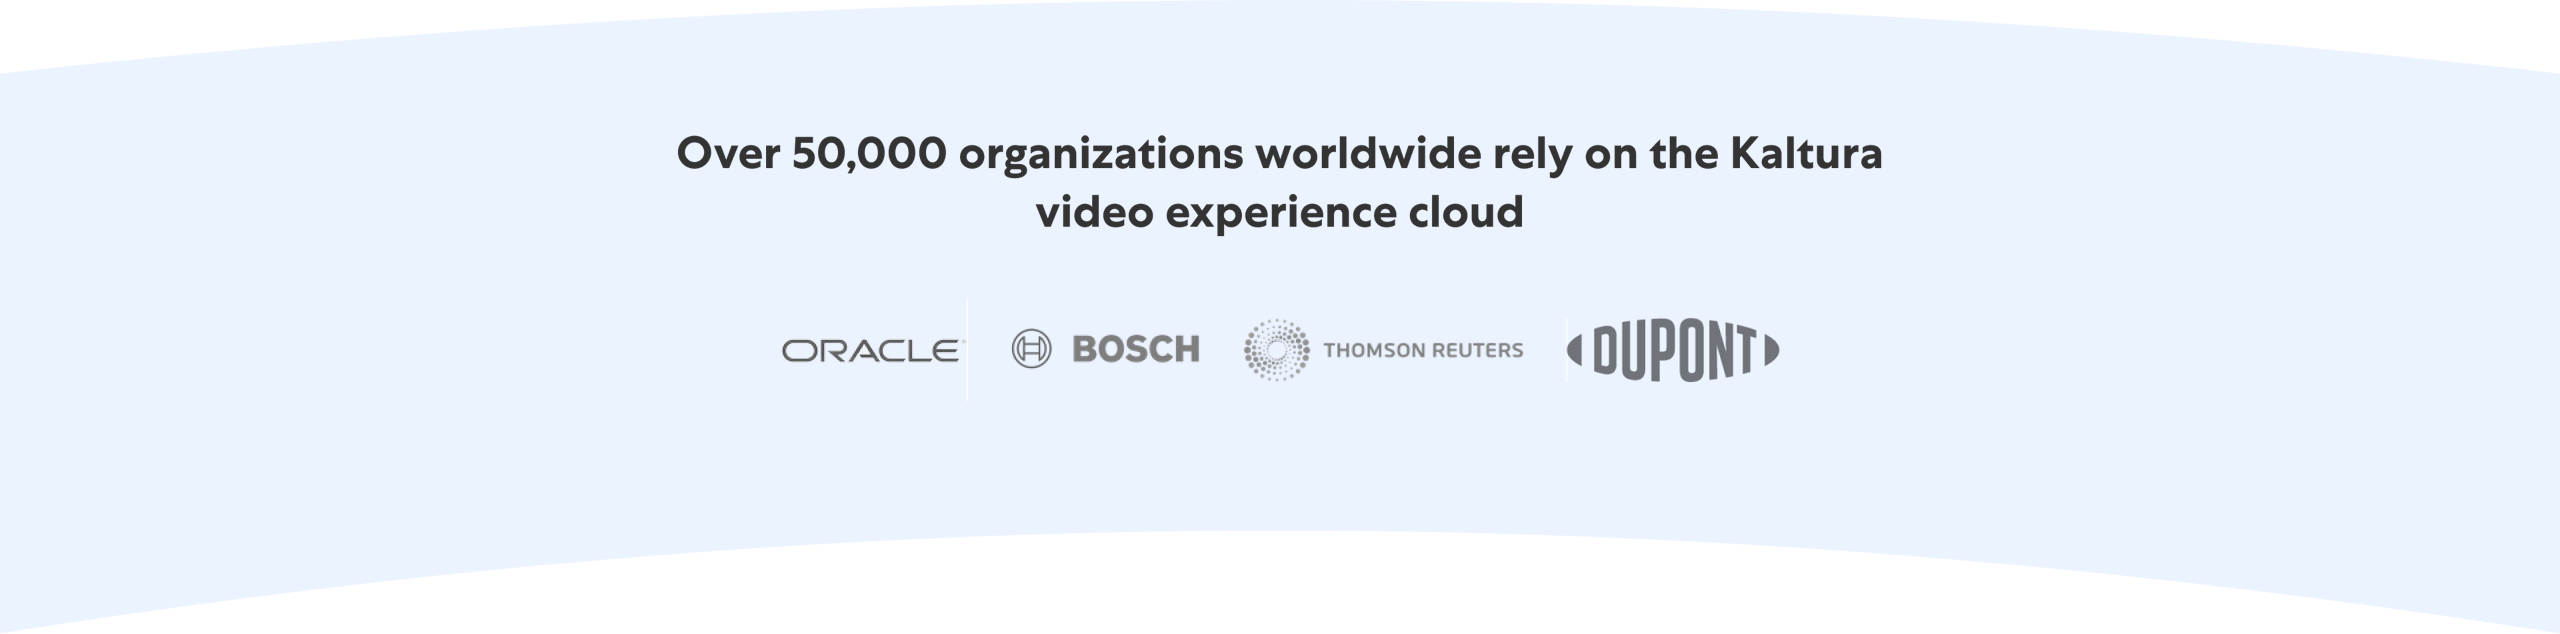 Over 50,000 organizations worldwide rely on the Kaltura
video experience cloud
ORACLE BOSCH THOMSON REUTERS DUPONT